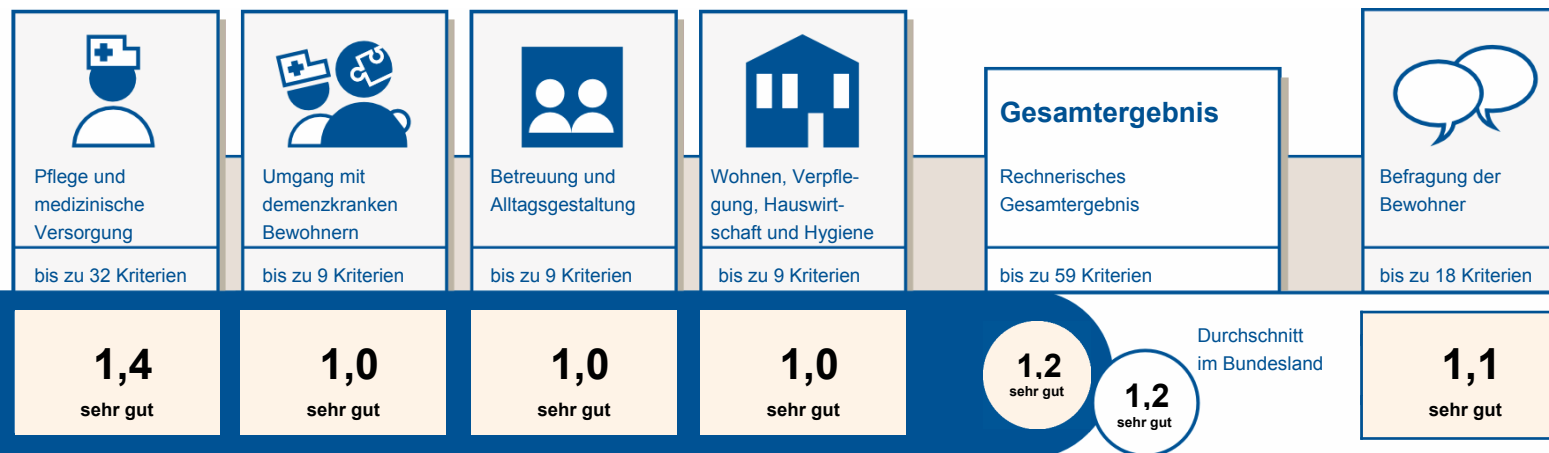 Pflege und
medizinische
Versorgung
bis zu 32 Kriterien
1,4
sehr gut
Umgang mit
demenzkranken
Bewohnern
bis zu 9 Kriterien
1,0
sehr gut
Betreuung und
Alltagsgestaltung
bis zu 9 Kriterien
1,0
sehr gut
Wohnen, Verpfle-
gung, Hauswirt-
schaft und Hygiene
bis zu 9 Kriterien
1,0
sehr gut
Gesamtergebnis
Rechnerisches
Gesamtergebnis
bis zu 59 Kriterien
1,2
sehr gut
1,2
sehr gut
Durchschnitt
im Bundesland
Befragung der
Bewohner
bis zu 18 Kriterien
1,1
sehr gut